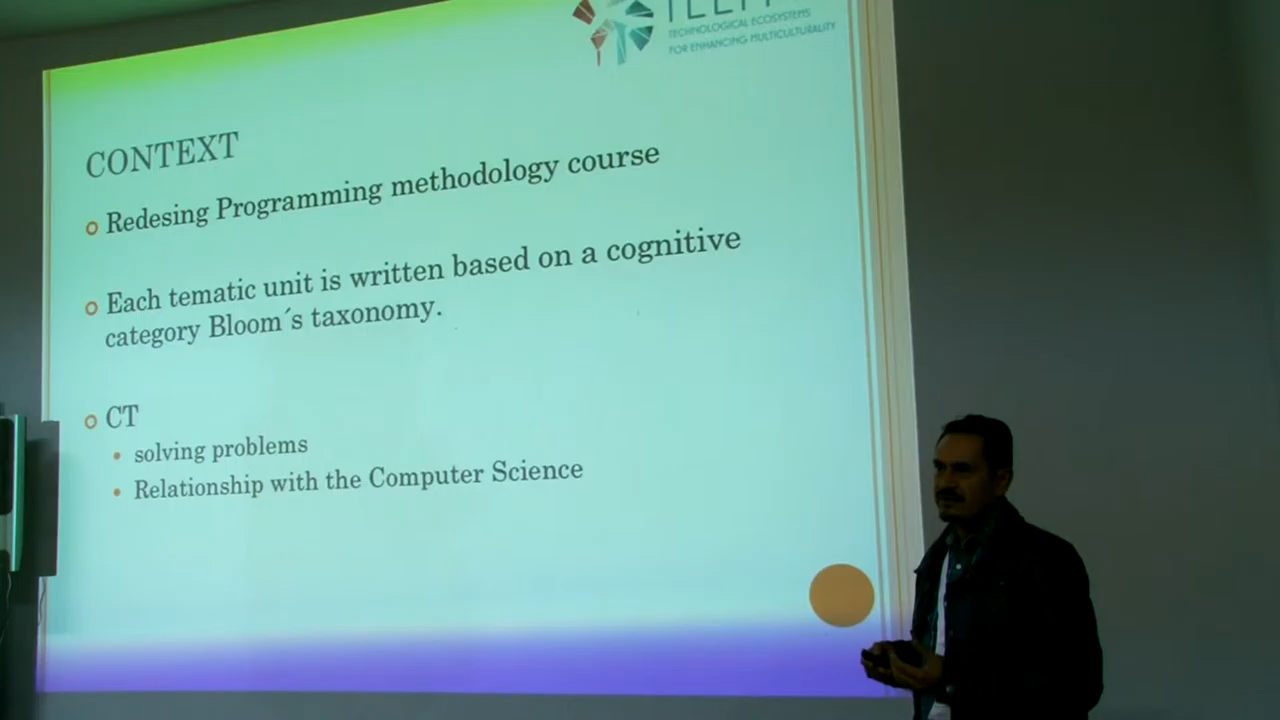 TECHNOLOGICAL ECOSYSTEMS
FOR ENHANCING MULTICULTURALITY
CONTEXT
Redesing Programming methodology course
Each tematic unit is written based on a cognitive
category Bloom´s taxonomy.
CT
solving problems
Relationship with the Computer Science